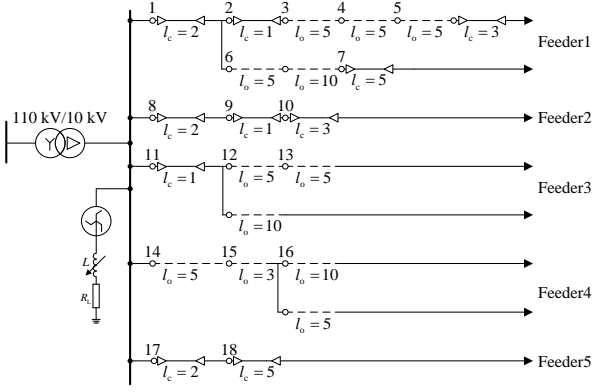 1 2 3 4 5
l_c = 2 l_c = 1 l_o = 5 l_o = 5 l_o = 5 l_c = 3
Feeder1
6 7
l_o = 5 l_o = 10 l_c = 5
110 kV/10 kV
8 9 10
Feeder2
l_c = 2 l_c = 1 l_c = 3
11 12 13
l_c = 1 l_o = 5 l_o = 5
Feeder3
l_o = 10
14 15 16
L
l_o = 5 l_o = 3 l_o = 10
Feeder4
R_L
l_o = 5
17 18
Feeder5
l_c = 2 l_c = 5